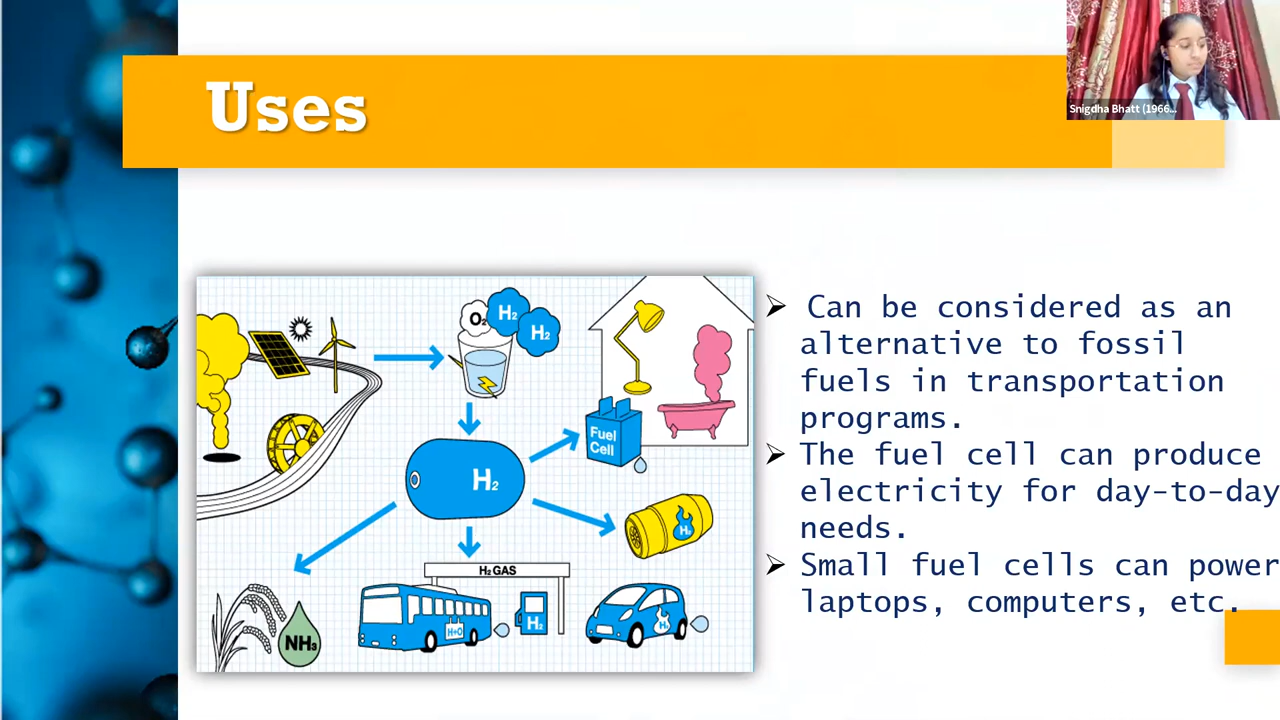 Uses
Snigdha Bhatt (1966...
Can be considered as an
alternative to fossil
fuels in transportation
programs.
The fuel cell can produce
electricity for day-to-day
needs.
Small fuel cells can power
laptops, computers, etc.
O2
H2
H2
Fuel
Cell
H2
H2
H2 GAS
H+O
H2
NH3